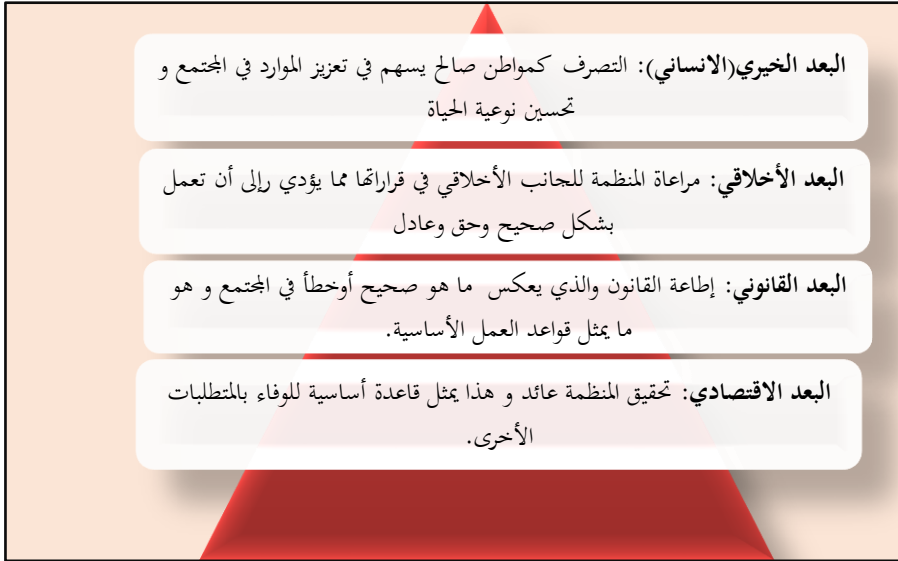 البعد الخيري(الانساني): التصرف كمواطن صالح يسهم في تعزيز الموارد في المجتمع و
تحسين نوعية الحياة
البعد الأخلاقي: مراعاة المنظمة للجانب الأخلاقي في قراراتها مما يؤدي رإلى أن تعمل
بشكل صحيح وحق وعادل
البعد القانوني: إطاعة القانون والذي يعكس ما هو صحيح أوخطأ في المجتمع و هو
ما يمثل قواعد العمل الأساسية.
البعد الاقتصادي: تحقيق المنظمة عائد و هذا يمثل قاعدة أساسية للوفاء بالمتطلبات
الأخرى.